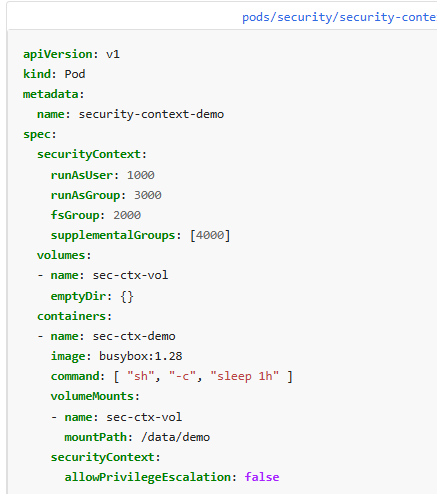 pods/security/security-conte
apiVersion: v1
kind: Pod
metadata:
  name: security-context-demo
spec:
  securityContext:
    runAsUser: 1000
    runAsGroup: 3000
    fsGroup: 2000
    supplementalGroups: [4000]
  volumes:
  - name: sec-ctx-vol
    emptyDir: {}
  containers:
  - name: sec-ctx-demo
    image: busybox:1.28
    command: [ "sh", "-c", "sleep 1h" ]
    volumeMounts:
    - name: sec-ctx-vol
      mountPath: /data/demo
    securityContext:
      allowPrivilegeEscalation: false